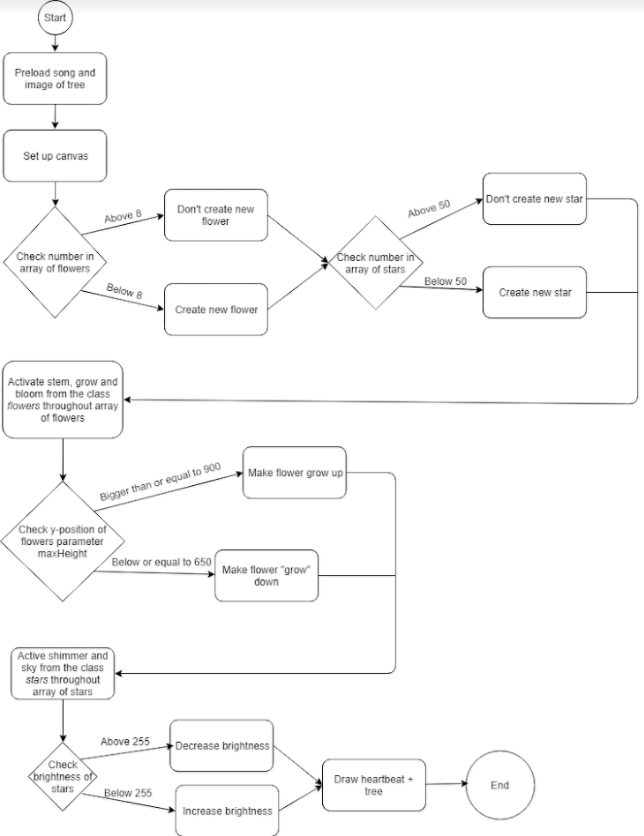 Start
Preload song and
image of tree
Set up canvas
Check number in
array of flowers
Above 8
Below 8
Don't create new
flower
Create new flower
Check number in
array of stars
Above 50
Below 50
Don't create new star
Create new star
Activate stem, grow and
bloom from the class
flowers throughout array
of flowers
Check y-position of
flowers parameter
maxHeight
Bigger than or equal to 900
Below or equal to 650
Make flower grow up
Make flower "grow"
down
Active shimmer and
sky from the class
stars throughout
array of stars
Check
brightness of
stars
Above 255
Below 255
Decrease brightness
Increase brightness
Draw heartbeat +
tree
End